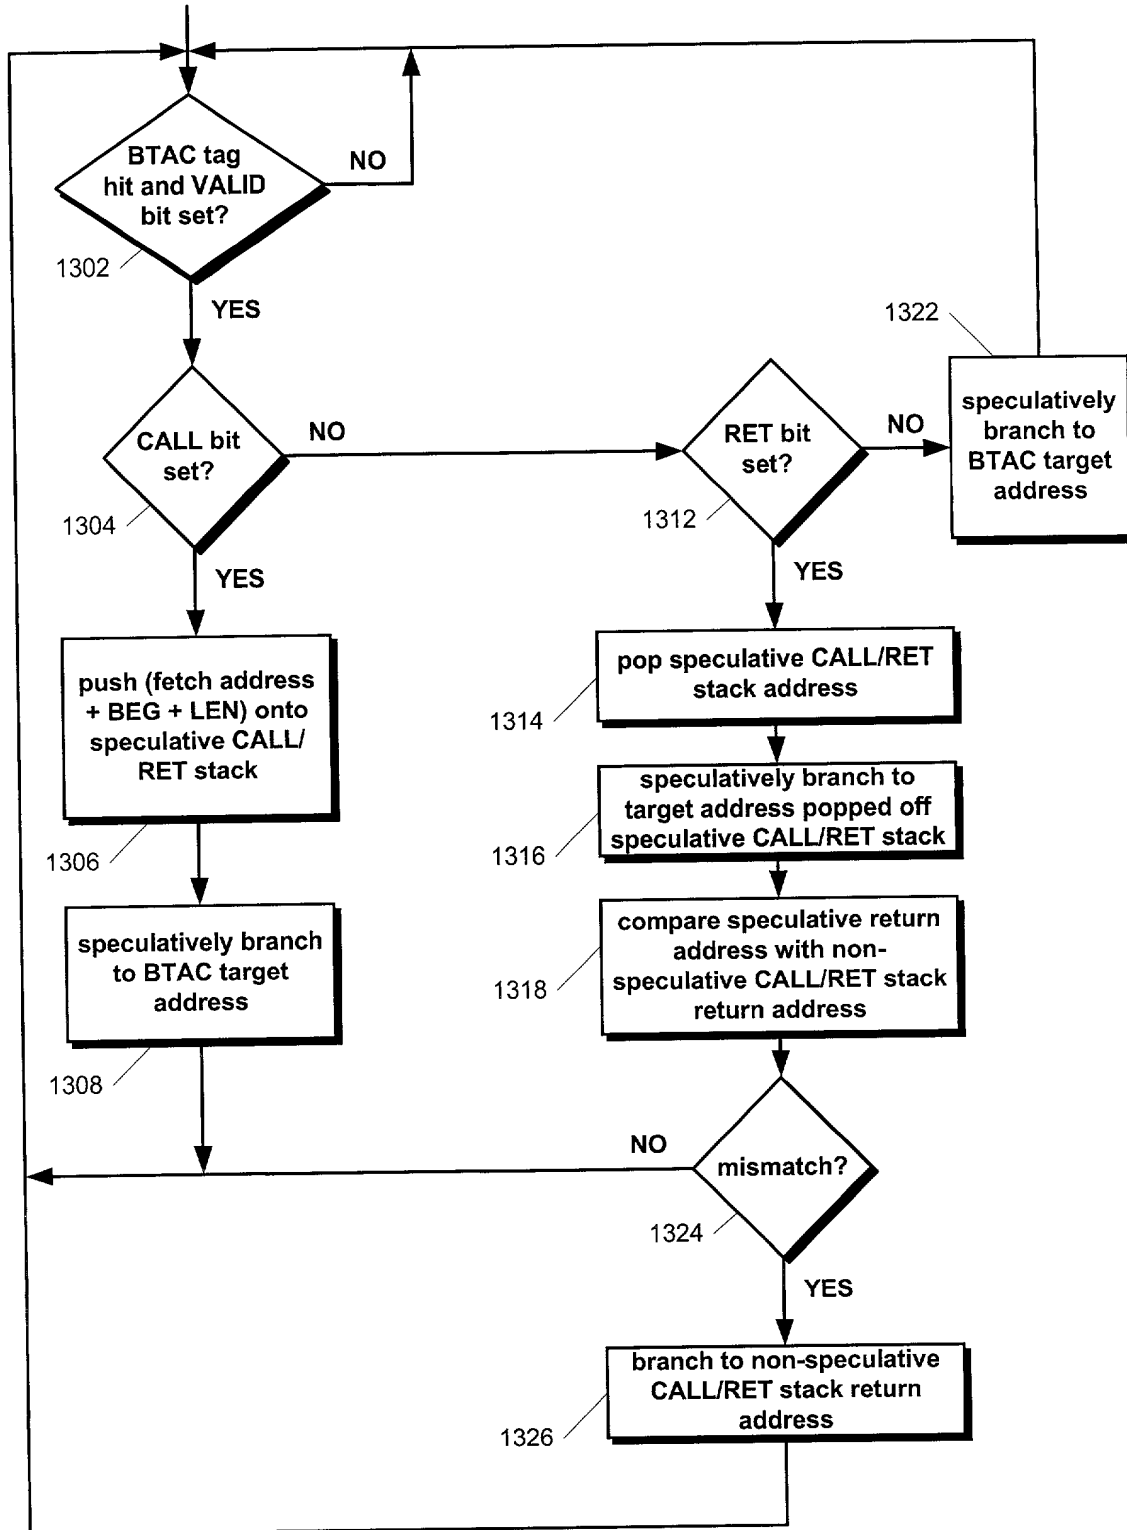 BTAC tag
hit and VALID
bit set?
NO
1302
YES
1322
CALL bit
set?
NO
1304
RET bit
set?
NO
1312
speculatively
branch to
BTAC target
address
YES
YES
push (fetch address
+ BEG + LEN) onto
speculative CALL/
RET stack
1306
pop speculative CALL/RET
stack address
1314
speculatively branch to
target address popped off
speculative CALL/RET stack
1316
speculatively branch
to BTAC target
address
1308
compare speculative return
address with non-
speculative CALL/RET stack
return address
1318
NO
mismatch?
1324
YES
branch to non-speculative
CALL/RET stack return
address
1326